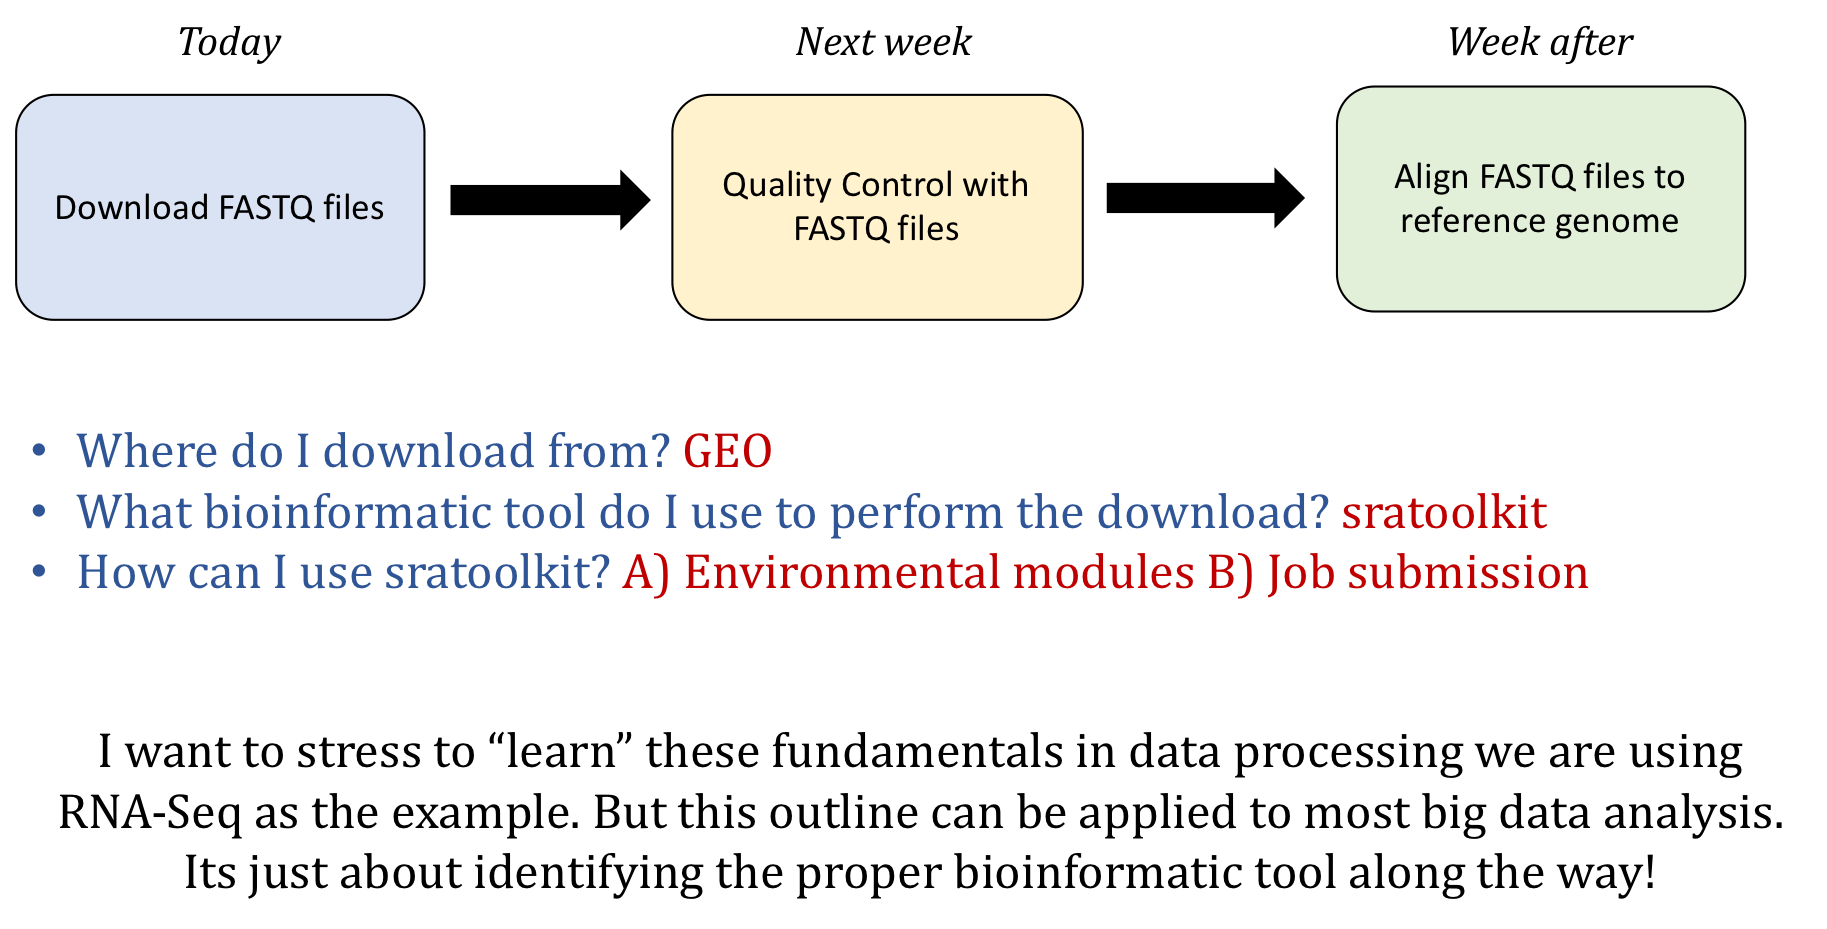 Today
Next week
Week after
Download FASTQ files
Quality Control with
FASTQ files
Align FASTQ files to
reference genome
• Where do I download from? GEO
• What bioinformatic tool do I use to perform the download? sratoolkit
• How can I use sratoolkit? A) Environmental modules B) Job submission
I want to stress to “learn” these fundamentals in data processing we are using
RNA-Seq as the example. But this outline can be applied to most big data analysis.
Its just about identifying the proper bioinformatic tool along the way!